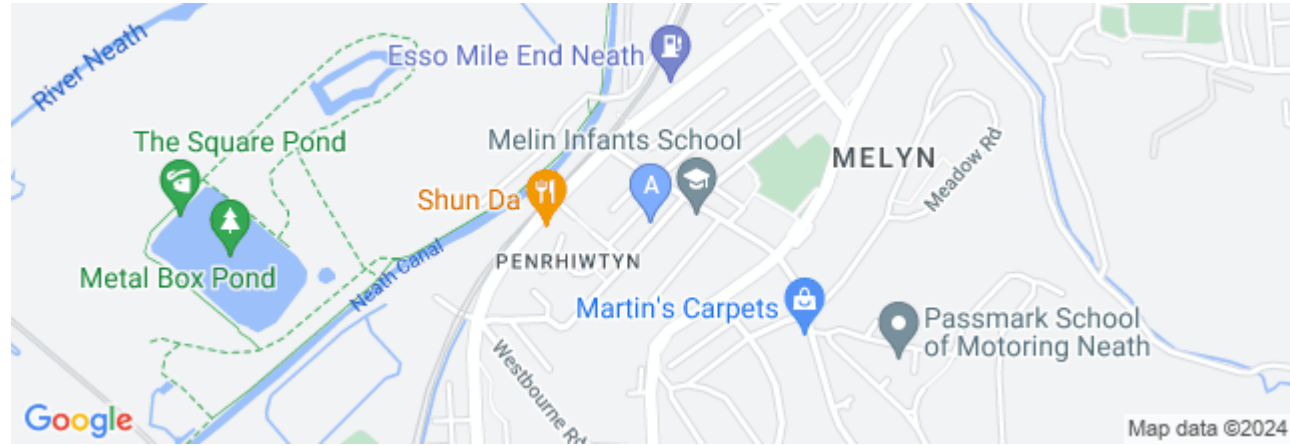 River Neath
Esso Mile End Neath
The Square Pond
Melin Infants School
MELYN
Meadow Rd
A
Shun Da
Metal Box Pond
Neath Canal
PENRHIWTYN
Martin's Carpets
Passmark School
of Motoring Neath
Westbourne Rd
Google
Map data ©2024